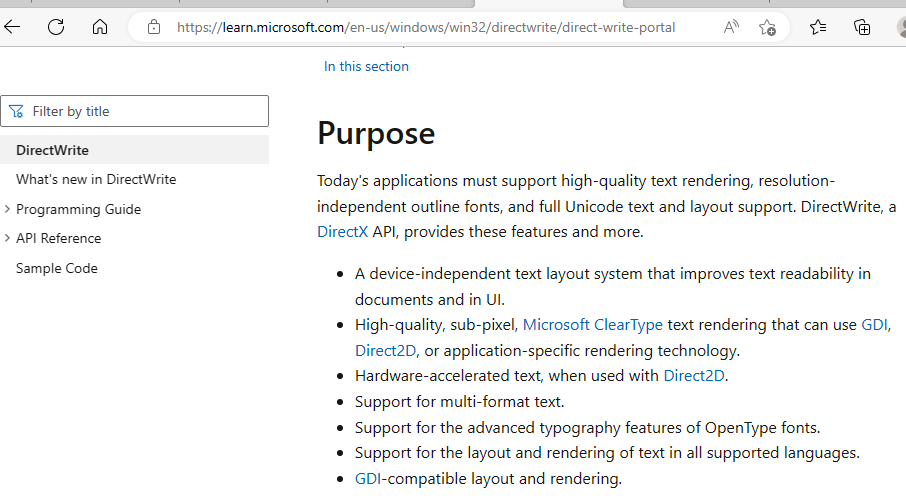 https://learn.microsoft.com/en-us/windows/win32/directwrite/direct-write-portal
In this section
Filter by title
DirectWrite
What's new in DirectWrite
Programming Guide
API Reference
Sample Code
Purpose
Today's applications must support high-quality text rendering, resolution-
independent outline fonts, and full Unicode text and layout support. DirectWrite, a
DirectX API, provides these features and more.
• A device-independent text layout system that improves text readability in
documents and in UI.
• High-quality, sub-pixel, Microsoft ClearType text rendering that can use GDI,
Direct2D, or application-specific rendering technology.
• Hardware-accelerated text, when used with Direct2D.
• Support for multi-format text.
• Support for the advanced typography features of OpenType fonts.
• Support for the layout and rendering of text in all supported languages.
• GDI-compatible layout and rendering.